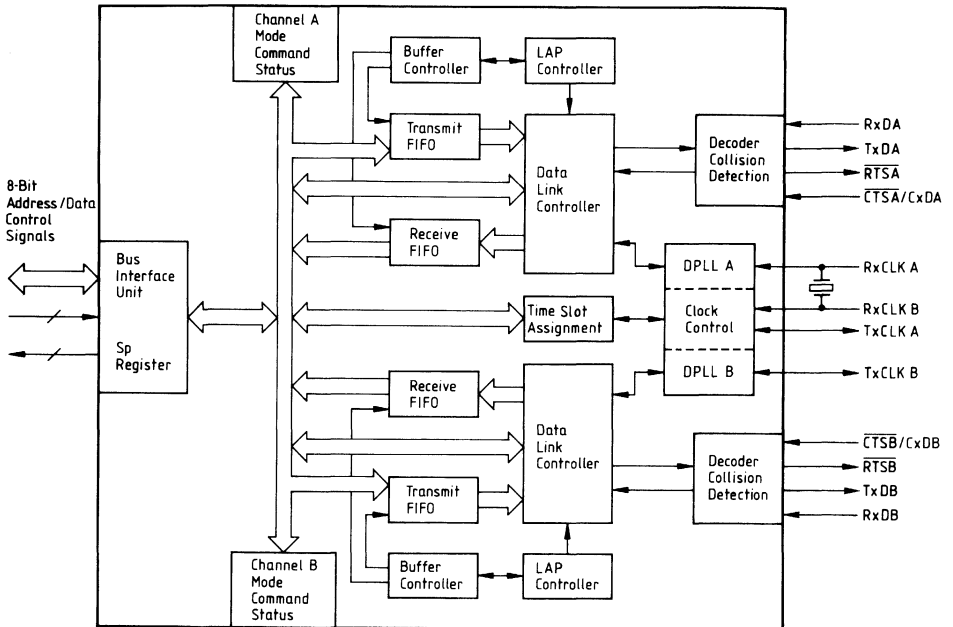 Channel A
Mode
Command
Status
Buffer
Controller
LAP
Controller
Transmit
FIFO
Data
Link
Controller
Decoder
Collision
Detection
RxDA
TxDA
RTSA
CTSA/CxDA
8-Bit
Address/Data
Control
Signals
Bus
Interface
Unit
Sp
Register
Receive
FIFO
DPLL A
Clock
Control
DPLL B
RxCLK A
RxCLK B
TxCLK A
TxCLK B
Time Slot
Assignment
Receive
FIFO
Data
Link
Controller
Decoder
Collision
Detection
CTSB/CxDB
RTSB
TxDB
RxDB
Transmit
FIFO
Buffer
Controller
LAP
Controller
Channel B
Mode
Command
Status